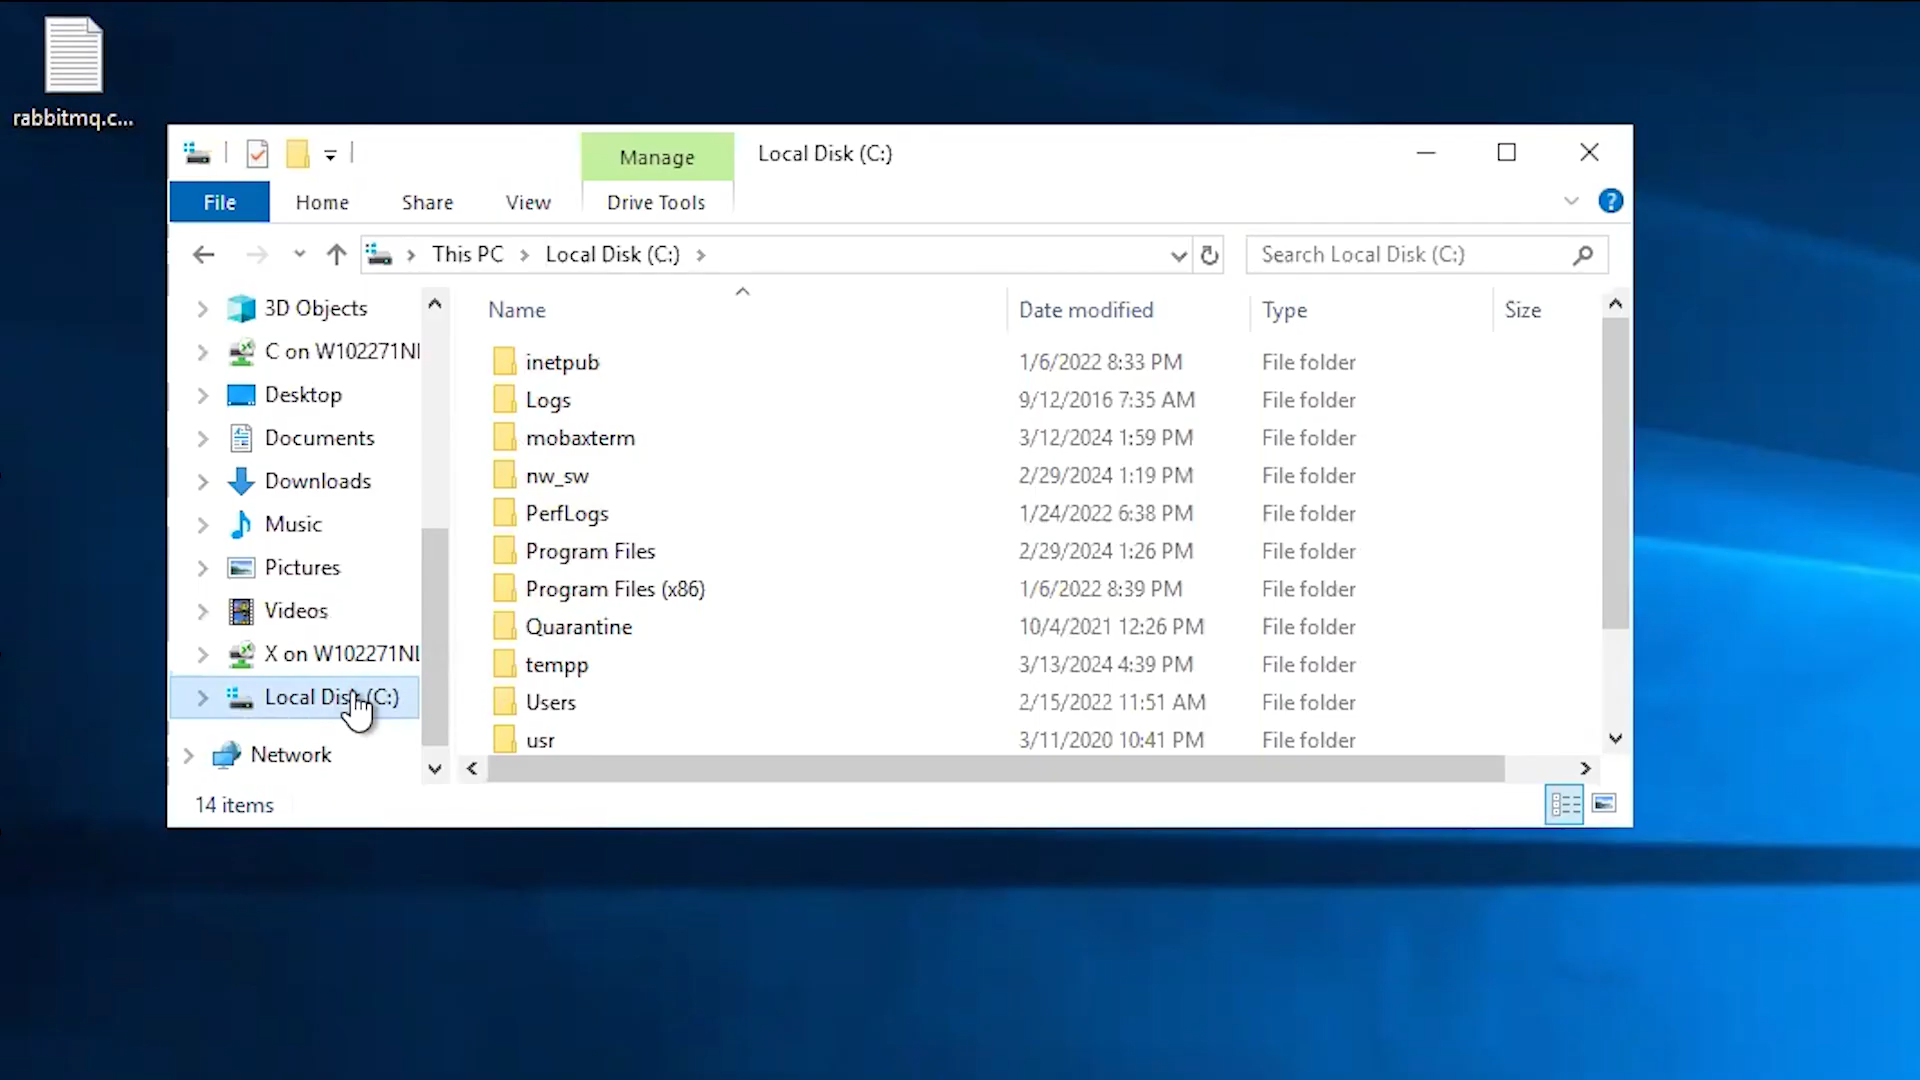 rabbitmq.c...
Manage
Local Disk (C:)
File
Home
Share
View
Drive Tools
?
This PC
Local Disk (C:)
Search Local Disk (C:)
3D Objects
C on W102271NI
Desktop
Documents
Downloads
Music
Pictures
Videos
X on W102271NI
Local Disk (C:)
Network
Name Date modified Type Size
inetpub 1/6/2022 8:33 PM File folder
Logs 9/12/2016 7:35 AM File folder
mobaxterm 3/12/2024 1:59 PM File folder
nw_sw 2/29/2024 1:19 PM File folder
PerfLogs 1/24/2022 6:38 PM File folder
Program Files 2/29/2024 1:26 PM File folder
Program Files (x86) 1/6/2022 8:39 PM File folder
Quarantine 10/4/2021 12:26 PM File folder
tempp 3/13/2024 4:39 PM File folder
Users 2/15/2022 11:51 AM File folder
usr 3/11/2020 10:41 PM File folder
14 items